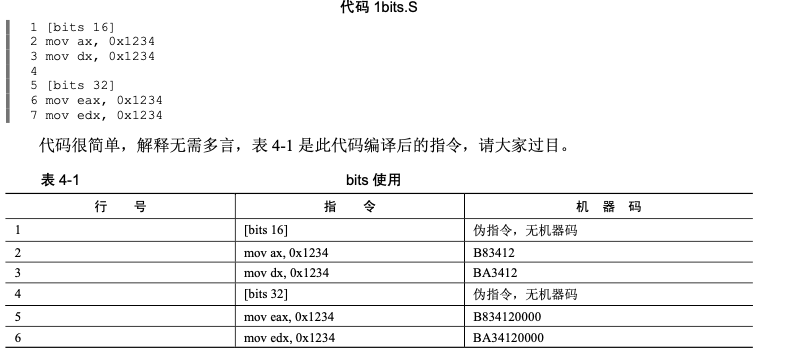 代码 1bits.S
1 [bits 16]
2 mov ax, 0x1234
3 mov dx, 0x1234
4
5 [bits 32]
6 mov eax, 0x1234
7 mov edx, 0x1234
代码很简单，解释无需多言，表 4-1 是此代码编译后的指令，请大家过目。
表 4-1 bits 使用
行 号 指 令 机 器 码
1 [bits 16] 伪指令，无机器码
2 mov ax, 0x1234 B83412
3 mov dx, 0x1234 BA3412
4 [bits 32] 伪指令，无机器码
5 mov eax, 0x1234 B834120000
6 mov edx, 0x1234 BA34120000